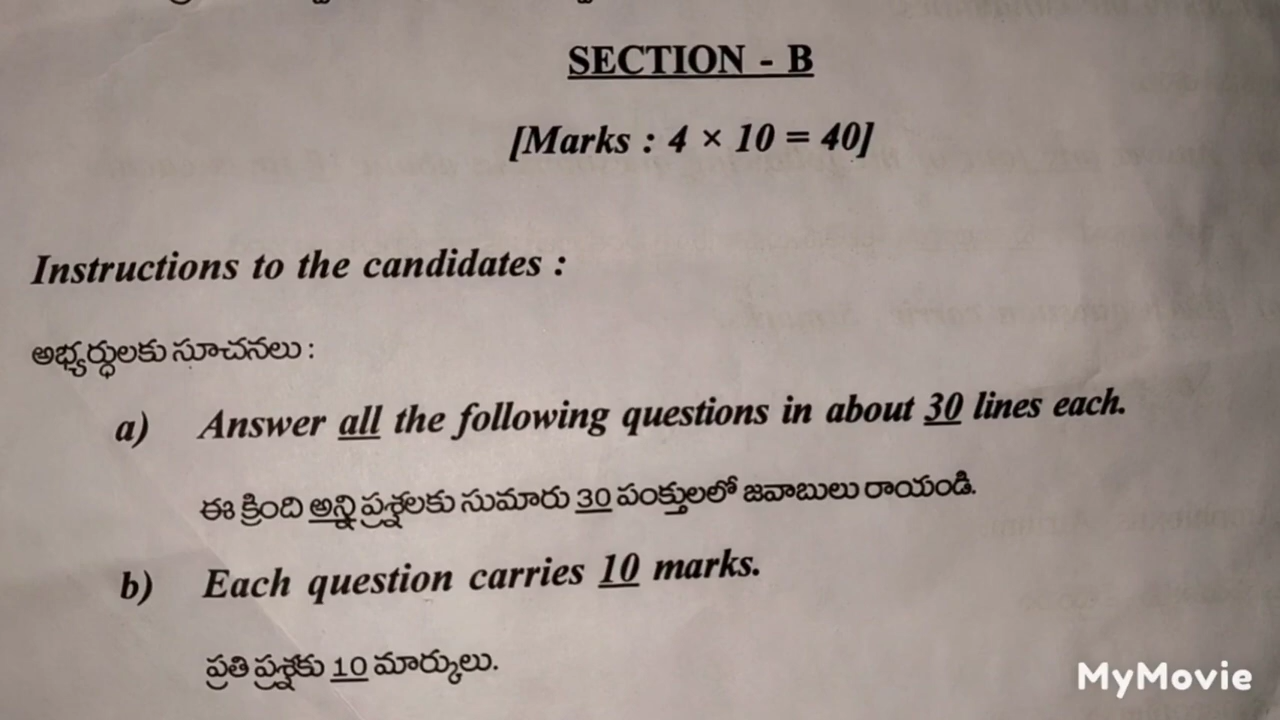 SECTION - B
[Marks : 4 × 10 = 40]
Instructions to the candidates :
అభ్యర్థులకు సూచనలు :
a) Answer all the following questions in about 30 lines each.
ఈ క్రింది అన్ని ప్రశ్నలకు సుమారు 30 పంక్తులలో జవాబులు రాయండి.
b) Each question carries 10 marks.
ప్రతి ప్రశ్నకు 10 మార్కులు.
MyMovie